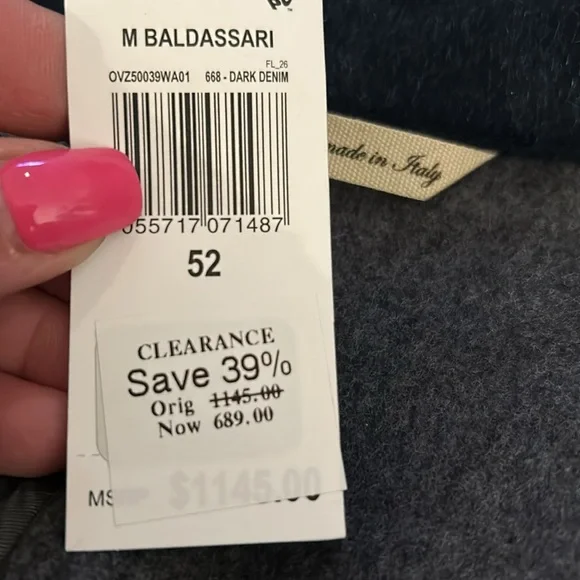 M BALDASSARI
FL_26
OVZ50039WA01 668 - DARK DENIM
055717 071487
52
made in Italy
CLEARANCE
Save 39%
Orig 1145.00
Now 689.00
$1145.00